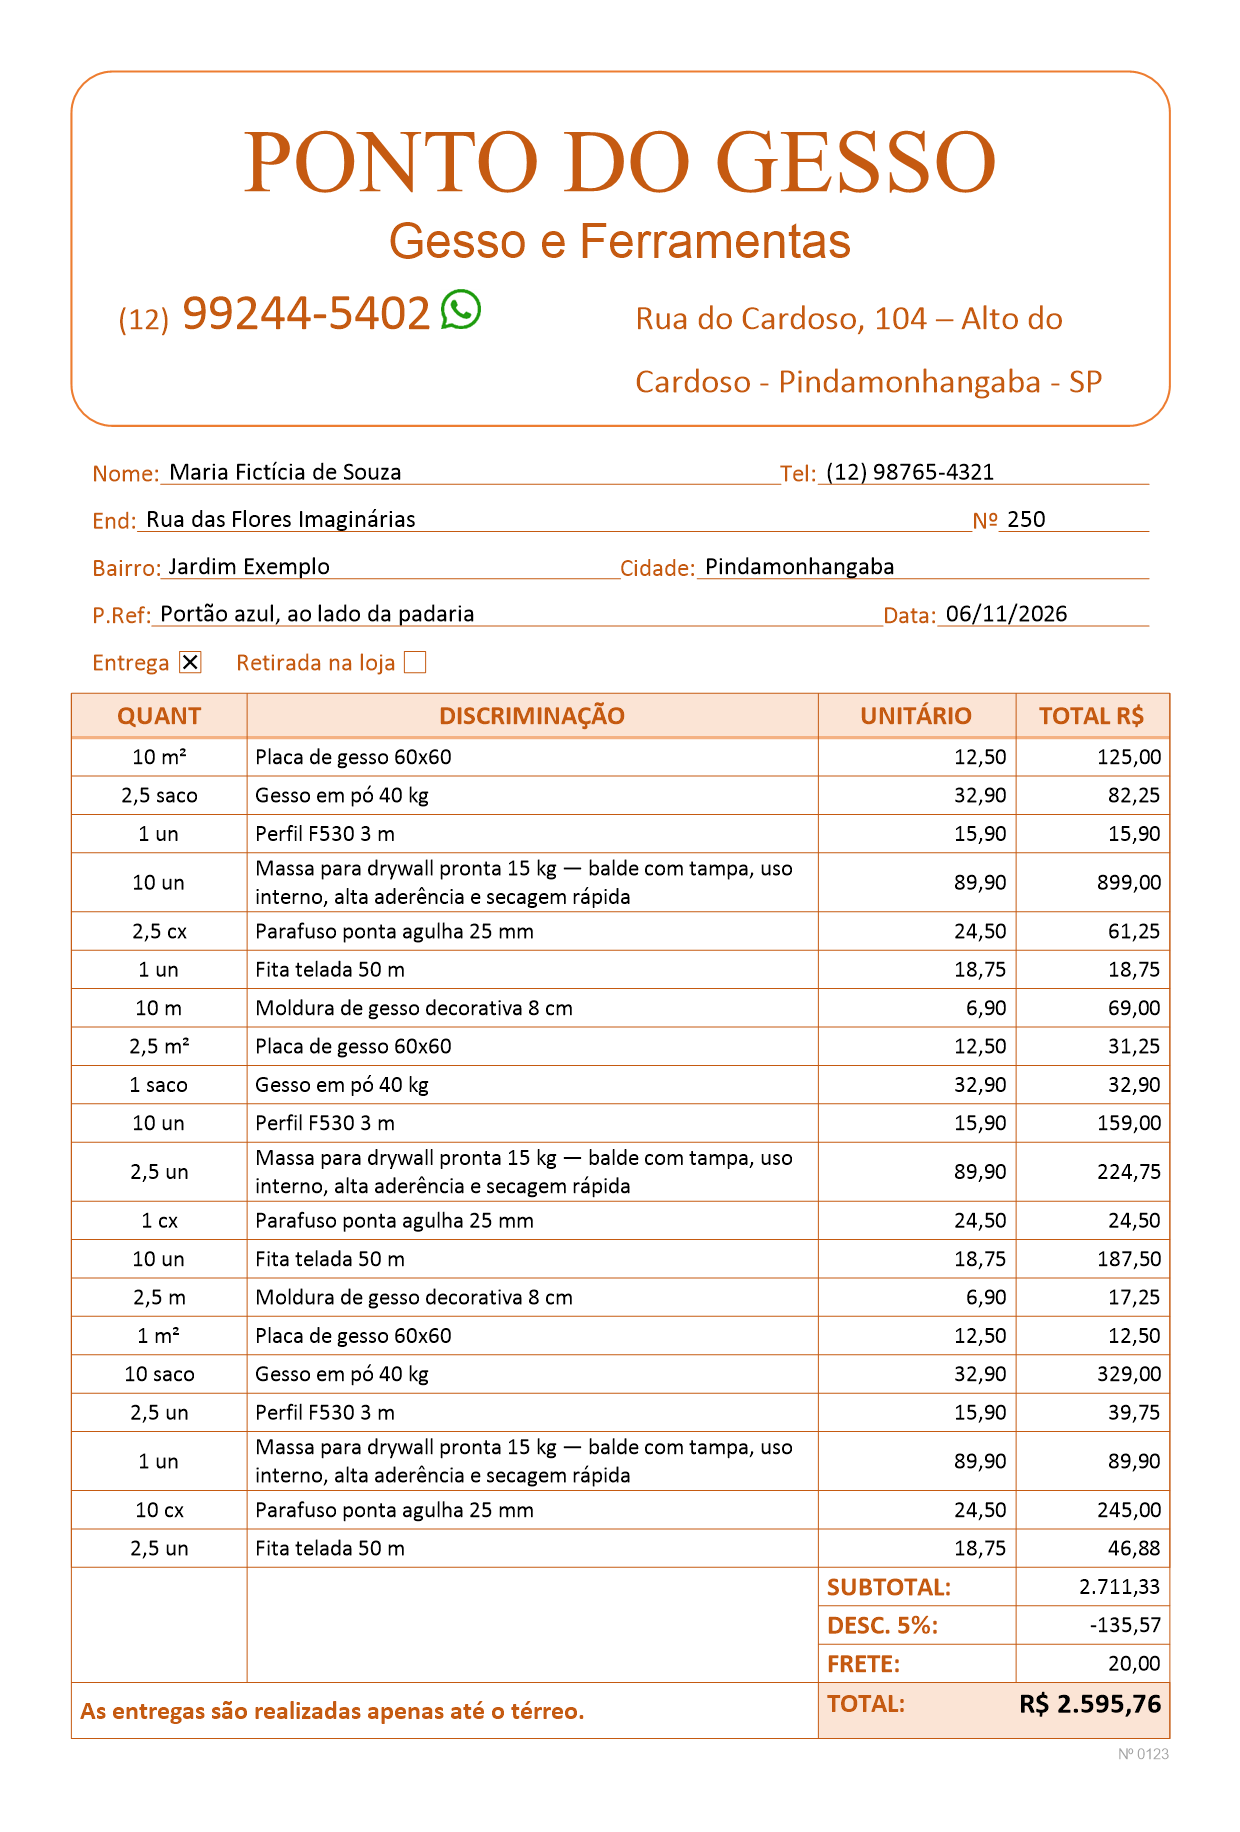 PONTO DO GESSO
Gesso e Ferramentas
(12) 99244-5402
Rua do Cardoso, 104 – Alto do
Cardoso - Pindamonhangaba - SP
Nome: Maria Fictícia de Souza Tel: (12) 98765-4321
End: Rua das Flores Imaginárias Nº 250
Bairro: Jardim Exemplo Cidade: Pindamonhangaba
P.Ref: Portão azul, ao lado da padaria Data: 06/11/2026
Entrega ☒ Retirada na loja ☐
QUANT DISCRIMINAÇÃO UNITÁRIO TOTAL R$
10 m² Placa de gesso 60x60 12,50 125,00
2,5 saco Gesso em pó 40 kg 32,90 82,25
1 un Perfil F530 3 m 15,90 15,90
10 un Massa para drywall pronta 15 kg — balde com tampa, uso
interno, alta aderência e secagem rápida 89,90 899,00
2,5 cx Parafuso ponta agulha 25 mm 24,50 61,25
1 un Fita telada 50 m 18,75 18,75
10 m Moldura de gesso decorativa 8 cm 6,90 69,00
2,5 m² Placa de gesso 60x60 12,50 31,25
1 saco Gesso em pó 40 kg 32,90 32,90
10 un Perfil F530 3 m 15,90 159,00
2,5 un Massa para drywall pronta 15 kg — balde com tampa, uso
interno, alta aderência e secagem rápida 89,90 224,75
1 cx Parafuso ponta agulha 25 mm 24,50 24,50
10 un Fita telada 50 m 18,75 187,50
2,5 m Moldura de gesso decorativa 8 cm 6,90 17,25
1 m² Placa de gesso 60x60 12,50 12,50
10 saco Gesso em pó 40 kg 32,90 329,00
2,5 un Perfil F530 3 m 15,90 39,75
1 un Massa para drywall pronta 15 kg — balde com tampa, uso
interno, alta aderência e secagem rápida 89,90 89,90
10 cx Parafuso ponta agulha 25 mm 24,50 245,00
2,5 un Fita telada 50 m 18,75 46,88
SUBTOTAL: 2.711,33
DESC. 5%: -135,57
FRETE: 20,00
As entregas são realizadas apenas até o térreo. TOTAL: R$ 2.595,76
Nº 0123